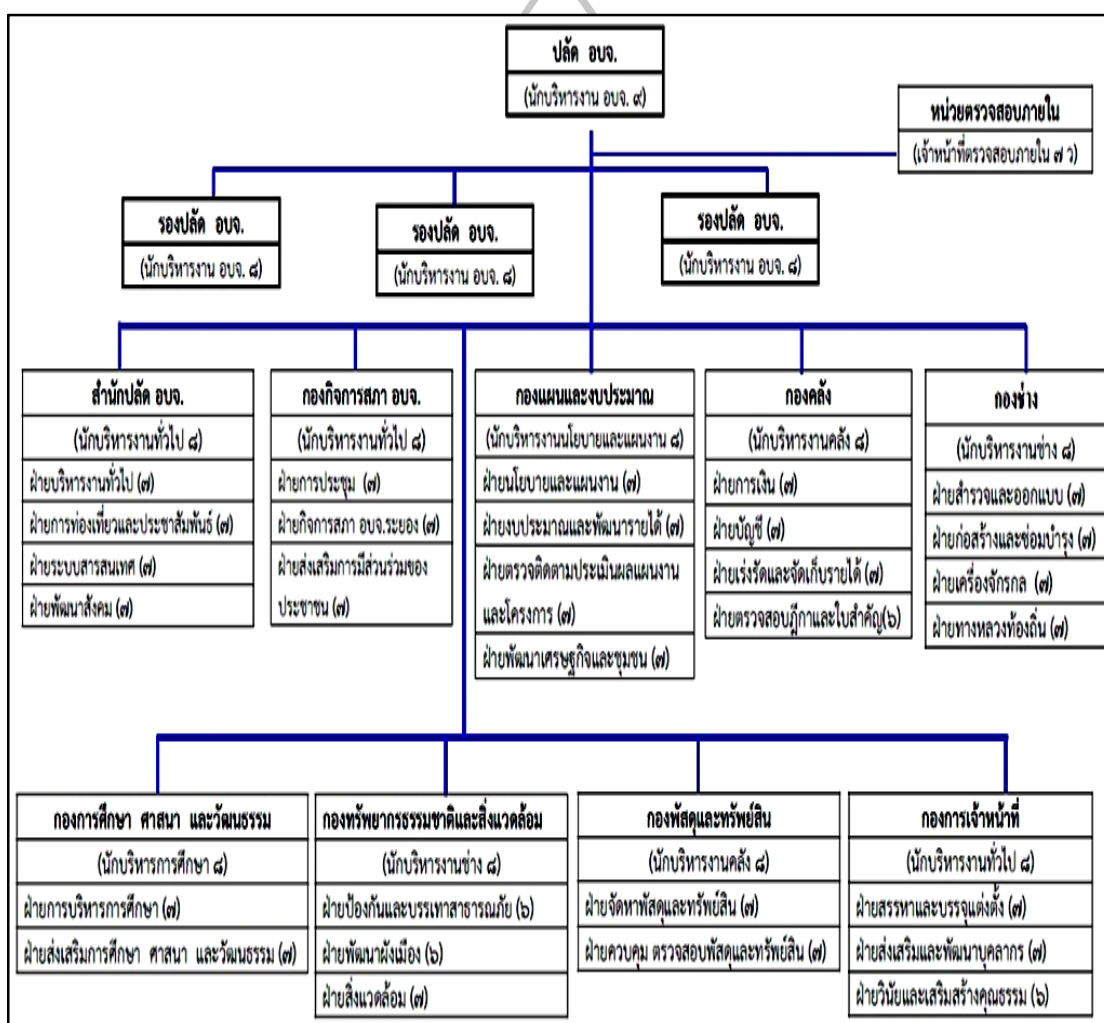 ปลัด อบจ.
(นักบริหารงาน อบจ. ๙)
หน่วยตรวจสอบภายใน
(เจ้าหน้าที่ตรวจสอบภายใน ๗ ว)
รองปลัด อบจ.
(นักบริหารงาน อบจ. ๘)
รองปลัด อบจ.
(นักบริหารงาน อบจ. ๘)
รองปลัด อบจ.
(นักบริหารงาน อบจ. ๘)
สำนักปลัด อบจ.
(นักบริหารงานทั่วไป ๘)
ฝ่ายบริหารงานทั่วไป (๗)
ฝ่ายการท่องเที่ยวและประชาสัมพันธ์ (๗)
ฝ่ายระบบสารสนเทศ (๗)
ฝ่ายพัฒนาสังคม (๗)
กองกิจการสภา อบจ.
(นักบริหารงานทั่วไป ๘)
ฝ่ายการประชุม (๗)
ฝ่ายกิจการสภา อบจ.ระยอง (๗)
ฝ่ายส่งเสริมการมีส่วนร่วมของ
ประชาชน (๗)
กองแผนและงบประมาณ
(นักบริหารงานนโยบายและแผนงาน ๘)
ฝ่ายนโยบายและแผนงาน (๗)
ฝ่ายงบประมาณและพัฒนารายได้ (๗)
ฝ่ายตรวจติดตามประเมินผลแผนงาน
และโครงการ (๗)
ฝ่ายพัฒนาเศรษฐกิจและชุมชน (๗)
กองคลัง
(นักบริหารงานคลัง ๘)
ฝ่ายการเงิน (๗)
ฝ่ายบัญชี (๗)
ฝ่ายเร่งรัดและจัดเก็บรายได้ (๗)
ฝ่ายตรวจสอบฎีกาและใบสำคัญ(๖)
กองช่าง
(นักบริหารงานช่าง ๘)
ฝ่ายสำรวจและออกแบบ (๗)
ฝ่ายก่อสร้างและซ่อมบำรุง (๗)
ฝ่ายเครื่องจักรกล (๗)
ฝ่ายทางหลวงท้องถิ่น (๗)
กองการศึกษา ศาสนา และวัฒนธรรม
(นักบริหารการศึกษา ๘)
ฝ่ายการบริหารการศึกษา (๗)
ฝ่ายส่งเสริมการศึกษา ศาสนา และวัฒนธรรม (๗)
กองทรัพยากรธรรมชาติและสิ่งแวดล้อม
(นักบริหารงานช่าง ๘)
ฝ่ายป้องกันและบรรเทาสาธารณภัย (๖)
ฝ่ายพัฒนาผังเมือง (๖)
ฝ่ายสิ่งแวดล้อม (๗)
กองพัสดุและทรัพย์สิน
(นักบริหารงานคลัง ๘)
ฝ่ายจัดหาพัสดุและทรัพย์สิน (๗)
ฝ่ายควบคุม ตรวจสอบพัสดุและทรัพย์สิน (๗)
กองการเจ้าหน้าที่
(นักบริหารงานทั่วไป ๘)
ฝ่ายสรรหาและบรรจุแต่งตั้ง (๗)
ฝ่ายส่งเสริมและพัฒนาบุคลากร (๗)
ฝ่ายวินัยและเสริมสร้างคุณธรรม (๖)